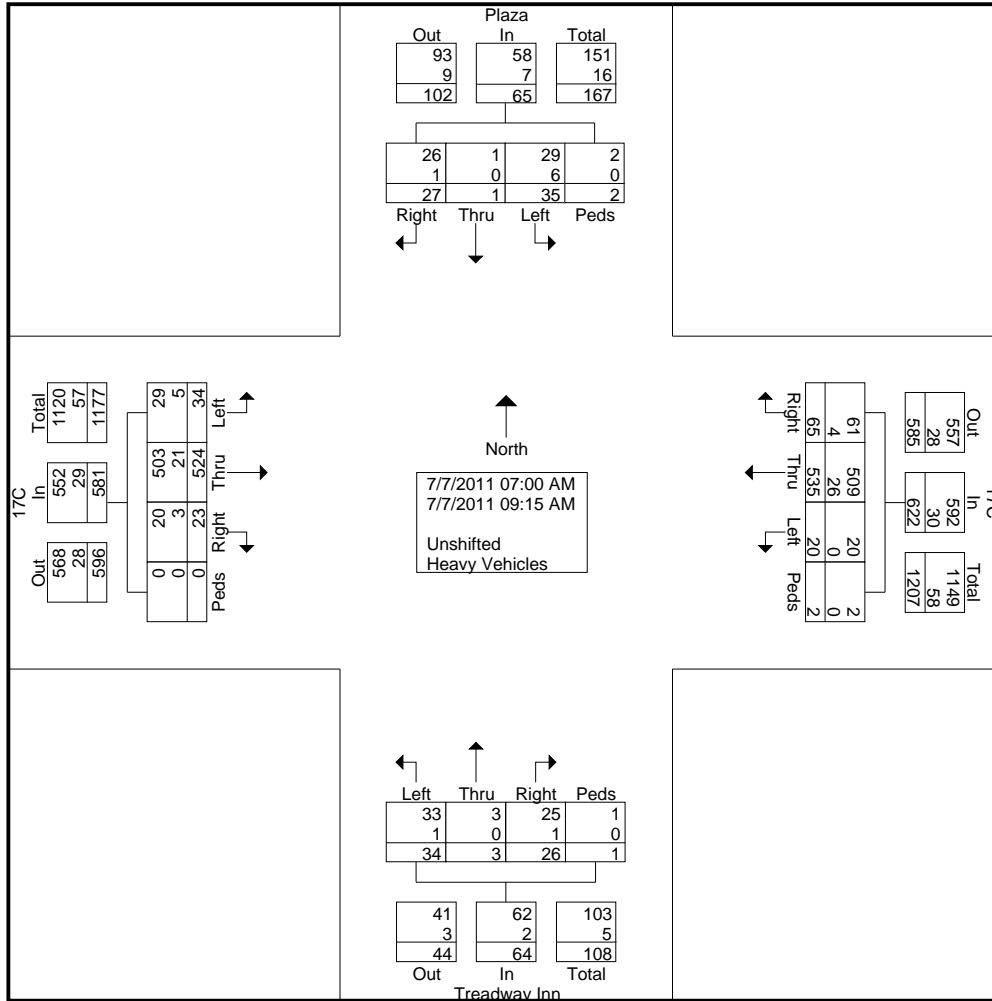 Plaza
Out In Total
93 58 151
9 7 16
102 65 167
26 1 29 2
1 0 6 0
27 1 35 2
Right Thru Left Peds
17C
Total In Out
1120 552 568
57 29 28
1177 581 596
29 503 20 0
5 21 3 0
34 524 23 0
Left Thru Right Peds
North
7/7/2011 07:00 AM
7/7/2011 09:15 AM
Unshifted
Heavy Vehicles
17C
Out In Total
557 592 1149
28 30 58
585 622 1207
61 509 20 2
4 26 0 0
65 535 20 2
Right Thru Left Peds
Left Thru Right Peds
33 3 25 1
1 0 1 0
34 3 26 1
41 62 103
3 2 5
44 64 108
Out In Total
Treadway Inn